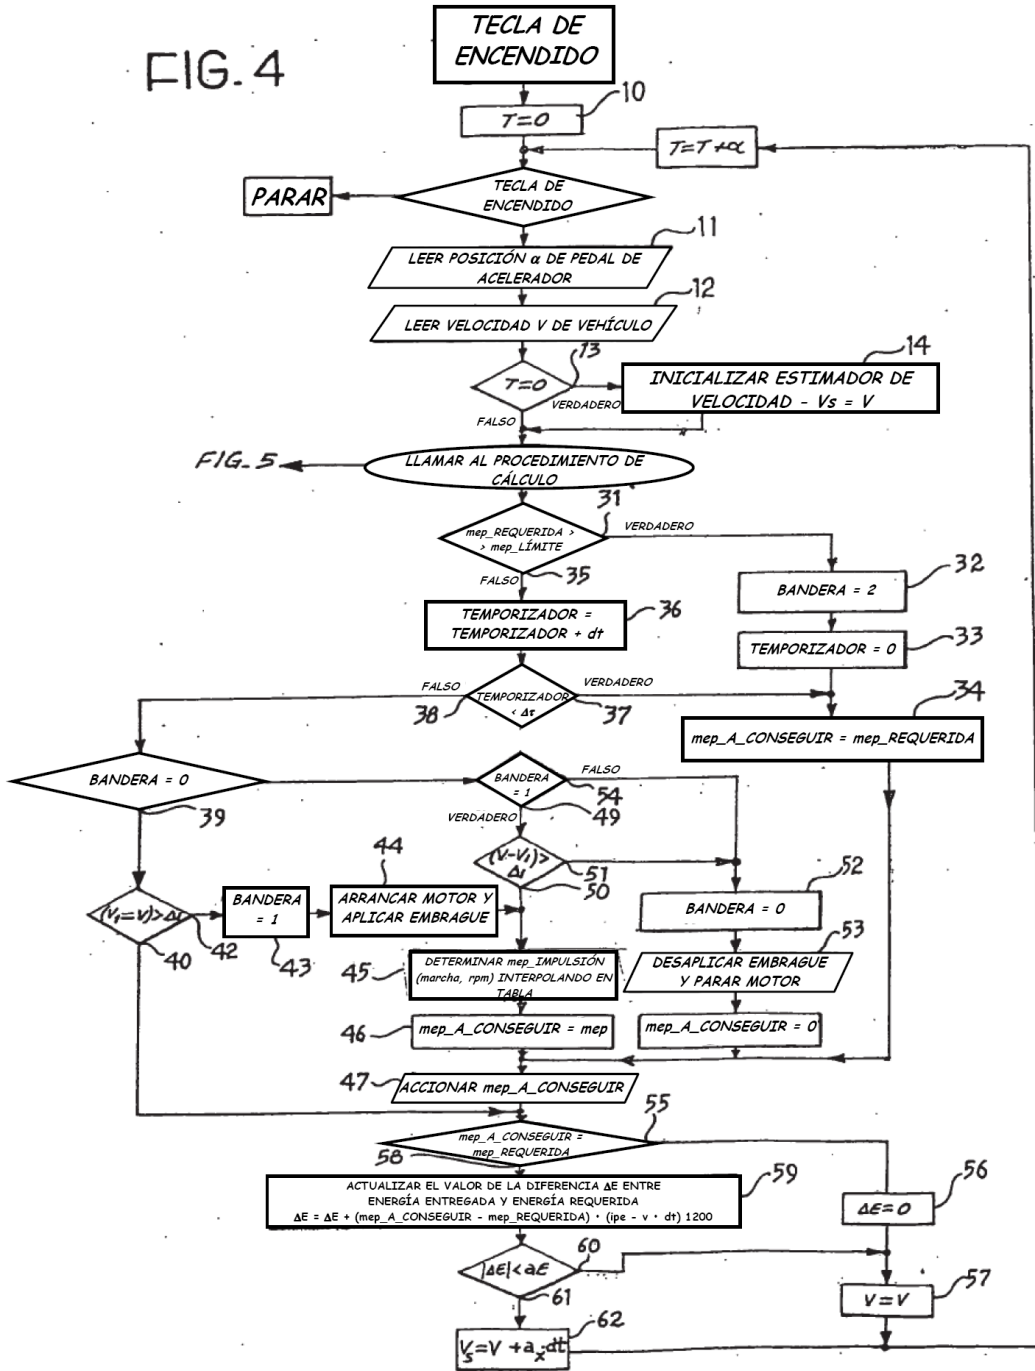 FIG. 4
TECLA DE
ENCENDIDO
10
T=0
T=T+α
PARAR
TECLA DE
ENCENDIDO
11
LEER POSICIÓN α DE PEDAL DE
ACELERADOR
12
LEER VELOCIDAD V DE VEHÍCULO
13
T=0
VERDADERO
FALSO
14
INICIALIZAR ESTIMADOR DE
VELOCIDAD - Vs = V
FIG. 5
LLAMAR AL PROCEDIMIENTO DE
CÁLCULO
31
mep_REQUERIDA >
> mep_LÍMITE
VERDADERO
35
FALSO
32
BANDERA = 2
TEMPORIZADOR =
TEMPORIZADOR + dt
36
33
TEMPORIZADOR = 0
FALSO
38
TEMPORIZADOR
< Δτ
VERDADERO
37
34
mep_A_CONSEGUIR = mep_REQUERIDA
BANDERA = 0
39
BANDERA
= 1
FALSO
54
VERDADERO
49
(V-V1)>
Δ1
51
50
44
(V1=V)>Δ1
42
40
BANDERA
= 1
43
ARRANCAR MOTOR Y
APLICAR EMBRAGUE
52
BANDERA = 0
53
DESAPLICAR EMBRAGUE
Y PARAR MOTOR
45
DETERMINAR mep_IMPULSIÓN
(marcha, rpm) INTERPOLANDO EN
TABLA
46
mep_A_CONSEGUIR = mep
mep_A_CONSEGUIR = 0
47
ACCIONAR mep_A_CONSEGUIR
55
mep_A_CONSEGUIR =
mep_REQUERIDA
58
ACTUALIZAR EL VALOR DE LA DIFERENCIA ΔE ENTRE
ENERGÍA ENTREGADA Y ENERGÍA REQUERIDA
ΔE = ΔE + (mep_A_CONSEGUIR - mep_REQUERIDA) • (ipe - v • dt) 1200
59
56
ΔE=0
|ΔE|<aE
60
61
57
V=V
62
Vs=V + ax·dt